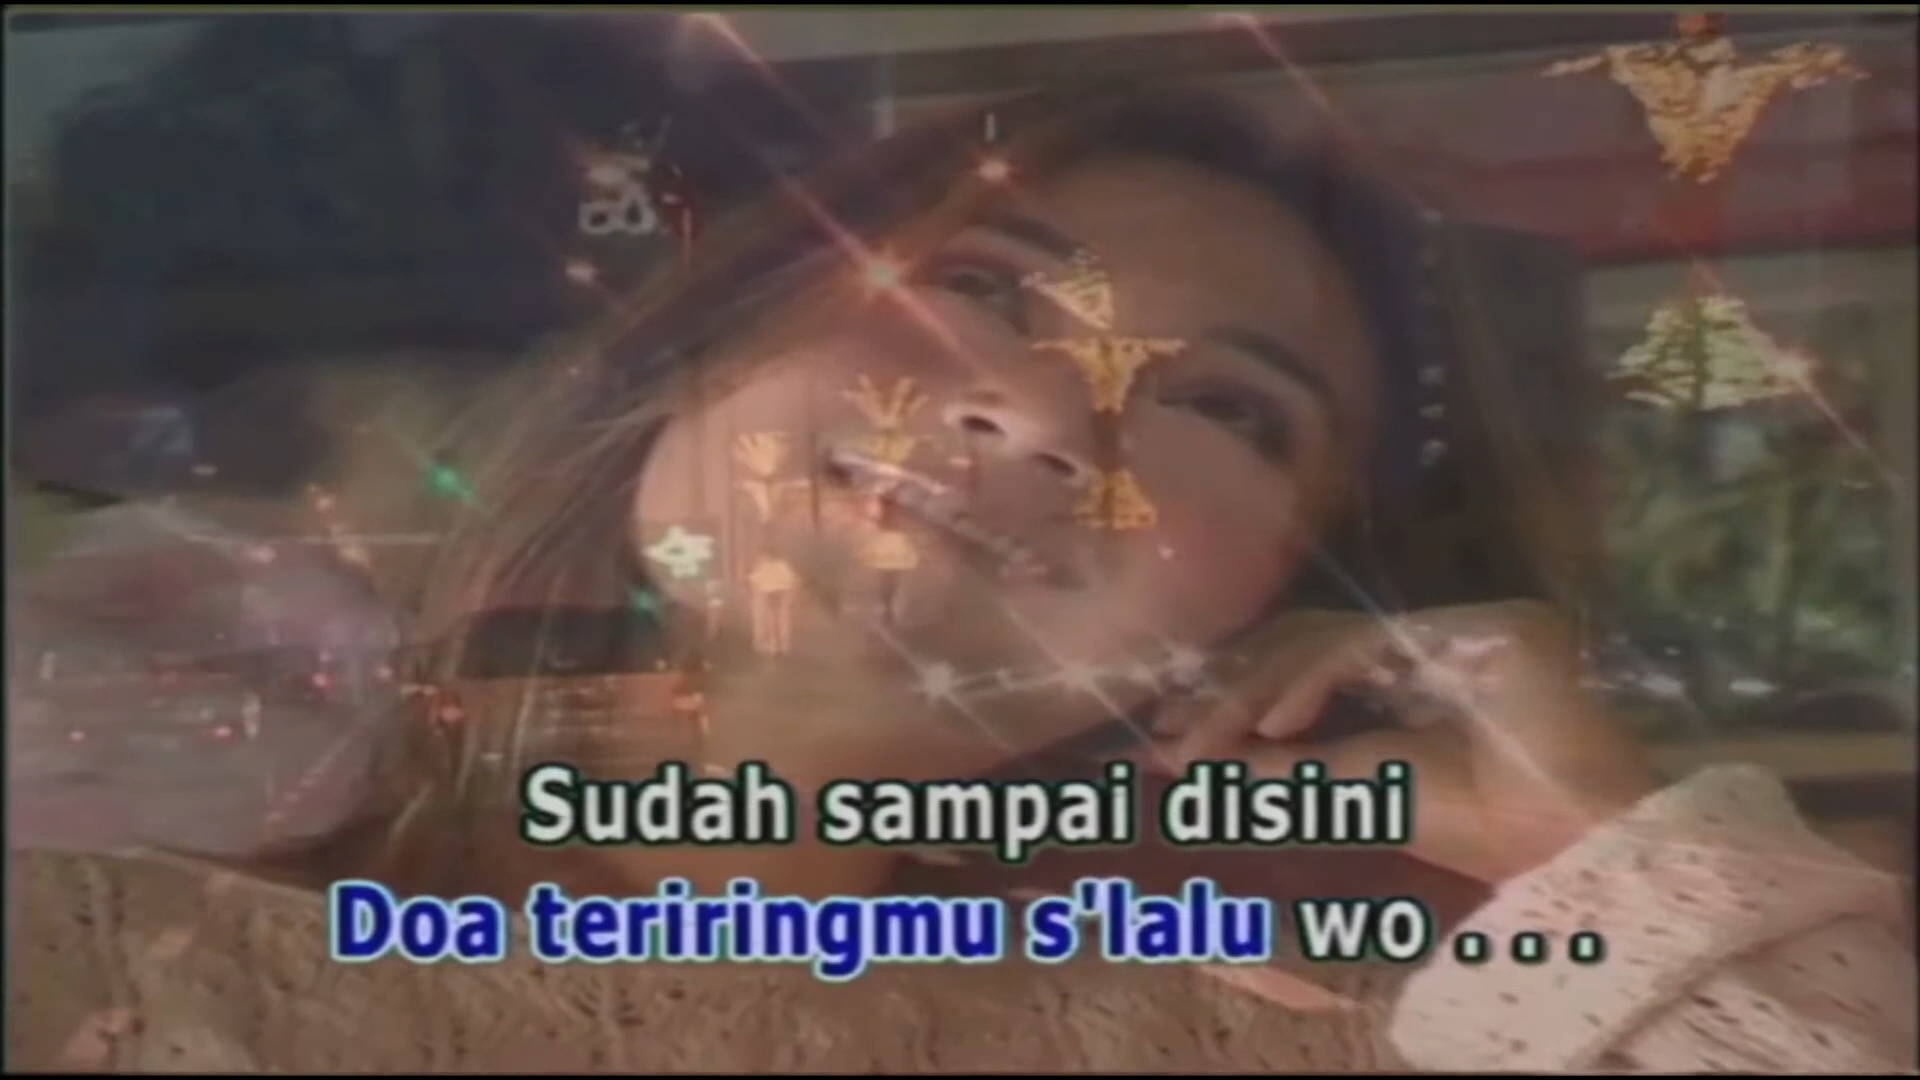 Sudah sampai disini
Doa teriringmu s'lalu wo . . .